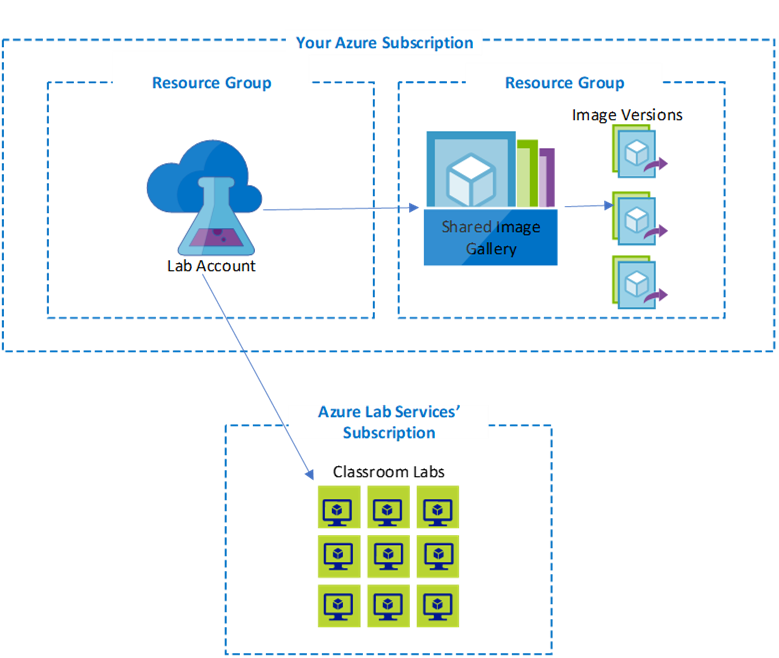 Your Azure Subscription
Resource Group
Resource Group
Image Versions
Shared Image
Gallery
Lab Account
Azure Lab Services’
Subscription
Classroom Labs